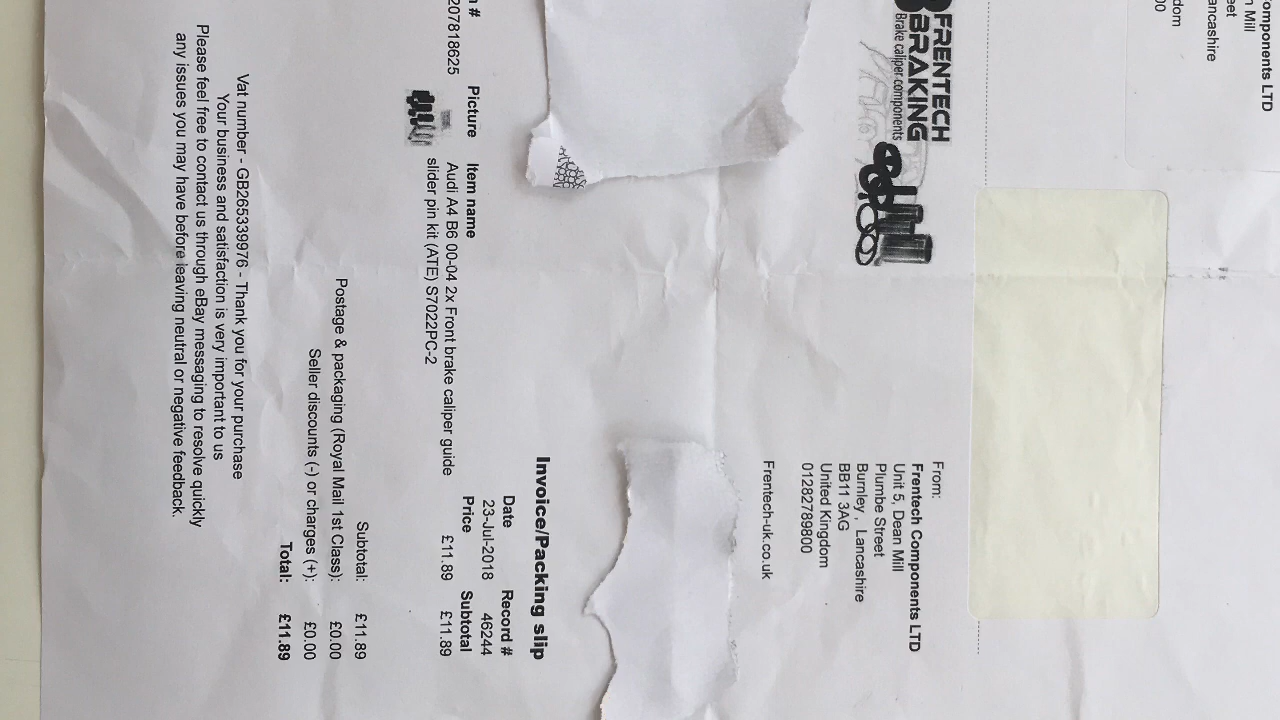 omponents LTD
n Mill
eet
ancashire
dom
00
FRENTECH
BRAKING
Brake caliper components
From:
Frentech Components LTD
Unit 5, Dean Mill
Plumbe Street
Burnley , Lancashire
BB11 3AG
United Kingdom
01282789800
Frentech-uk.co.uk
Invoice/Packing slip
Date Record #
23-Jul-2018 46244
# Picture Item name Price Subtotal
207818625 Audi A4 B6 00-04 2x Front brake caliper guide £11.89 £11.89
slider pin kit (ATE) S7022PC-2
Subtotal: £11.89
Postage & packaging (Royal Mail 1st Class): £0.00
Seller discounts (-) or charges (+): £0.00
Total: £11.89
Vat number - GB265339976 - Thank you for your purchase
Your business and satisfaction is very important to us
Please feel free to contact us through eBay messaging to resolve quickly
any issues you may have before leaving neutral or negative feedback.